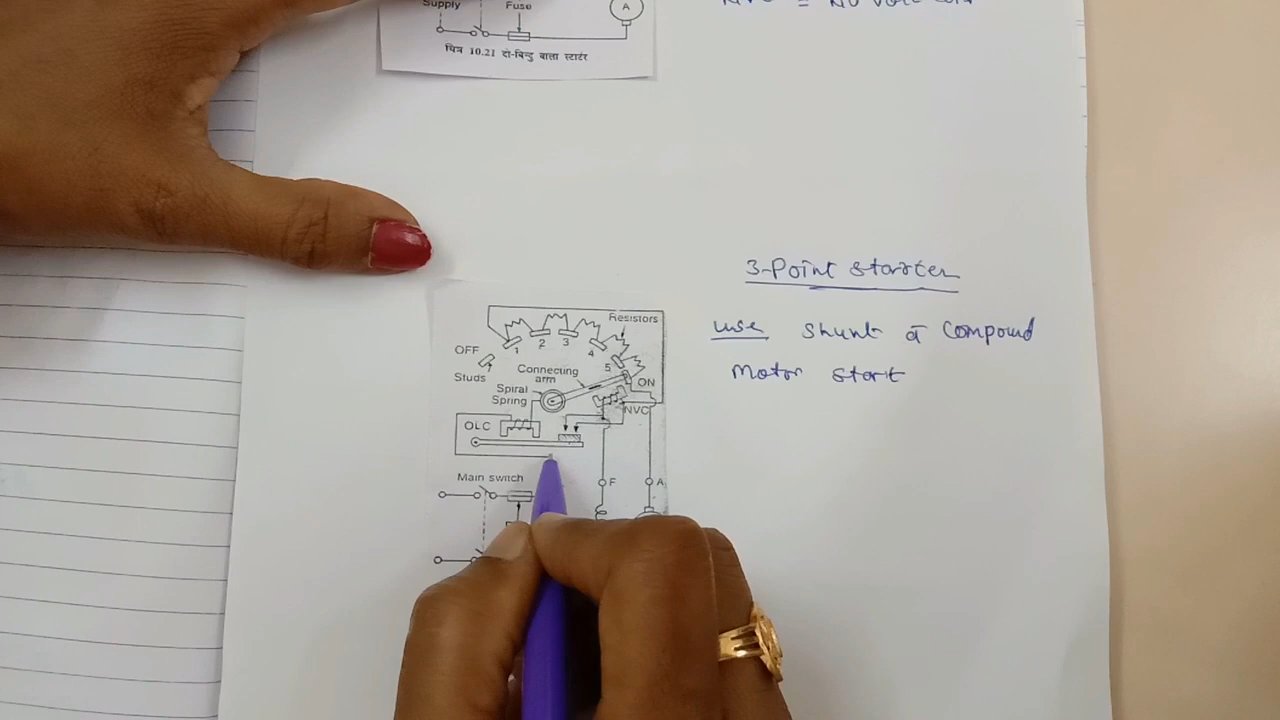 Supply
Fuse
A
चित्र 10.21 दो-बिन्दु वाला स्टार्टर
3-Point starter
use shunt a compound
Motor start
Resistors
OFF
1
2
3
4
5
Studs
Connecting
arm
ON
Spiral
Spring
NVC
OLC
Main switch
F
A